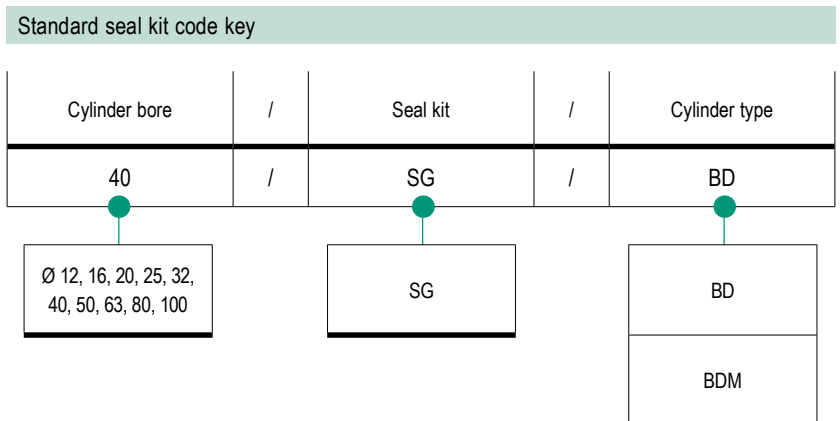 Standard seal kit code key
Cylinder bore / Seal kit / Cylinder type
40 / SG / BD
Ø 12, 16, 20, 25, 32,
40, 50, 63, 80, 100
SG
BD
BDM